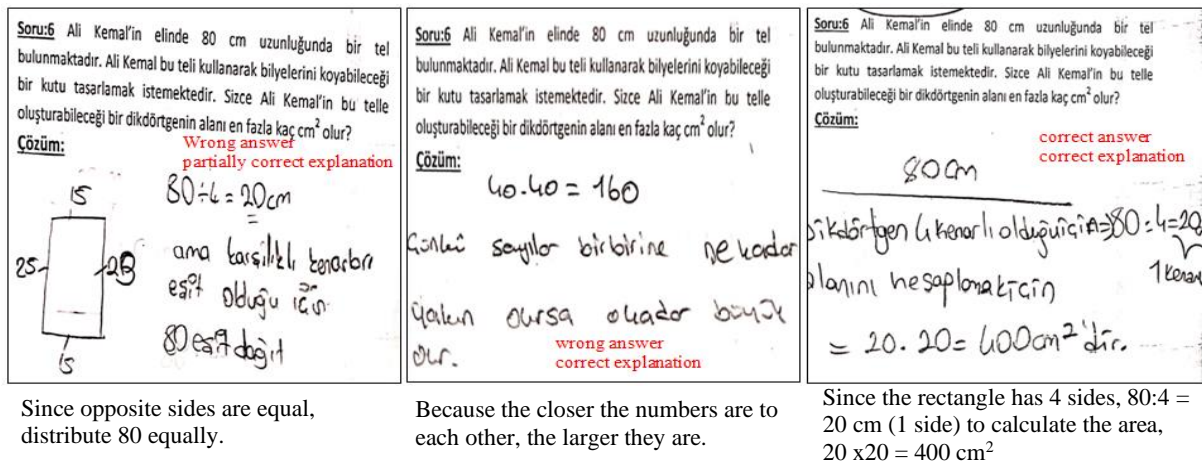 Soru:6 Ali Kemal'in elinde 80 cm uzunluğunda bir tel
bulunmaktadır. Ali Kemal bu teli kullanarak bilyelerini koyabileceği
bir kutu tasarlamak istemektedir. Sizce Ali Kemal'in bu telle
oluşturabileceği bir dikdörtgenin alanı en fazla kaç cm² olur?
Çözüm:
Wrong answer
partially correct explanation
80÷4=20cm
15
25
15
ama karşılıklı kenarları
eşit olduğu için
80 eşit dağıt
Since opposite sides are equal,
distribute 80 equally.
Soru:6 Ali Kemal'in elinde 80 cm uzunluğunda bir tel
bulunmaktadır. Ali Kemal bu teli kullanarak bilyelerini koyabileceği
bir kutu tasarlamak istemektedir. Sizce Ali Kemal'in bu telle
oluşturabileceği bir dikdörtgenin alanı en fazla kaç cm² olur?
Çözüm:
40.40=160
Çünkü sayılar birbirine ne kadar
yakın olursa okadar büyük
olur.
wrong answer
correct explanation
Because the closer the numbers are to
each other, the larger they are.
Soru:6 Ali Kemal'in elinde 80 cm uzunluğunda bir tel
bulunmaktadır. Ali Kemal bu teli kullanarak bilyelerini koyabileceği
bir kutu tasarlamak istemektedir. Sizce Ali Kemal'in bu telle
oluşturabileceği bir dikdörtgenin alanı en fazla kaç cm² olur?
Çözüm:
correct answer
correct explanation
80cm
Dikdörtgen 4 kenarlı olduğu için⇒80:4=20
1 kenar
alanını hesaplamak için
=20.20=400cm²'dir.
Since the rectangle has 4 sides, 80:4 =
20 cm (1 side) to calculate the area,
20 x20 = 400 cm²